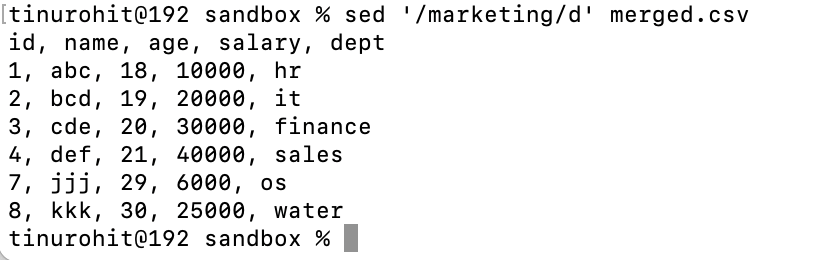 [tinurohit@192 sandbox % sed '/marketing/d' merged.csv
id, name, age, salary, dept
1, abc, 18, 10000, hr
2, bcd, 19, 20000, it
3, cde, 20, 30000, finance
4, def, 21, 40000, sales
7, jjj, 29, 6000, os
8, kkk, 30, 25000, water
tinurohit@192 sandbox %